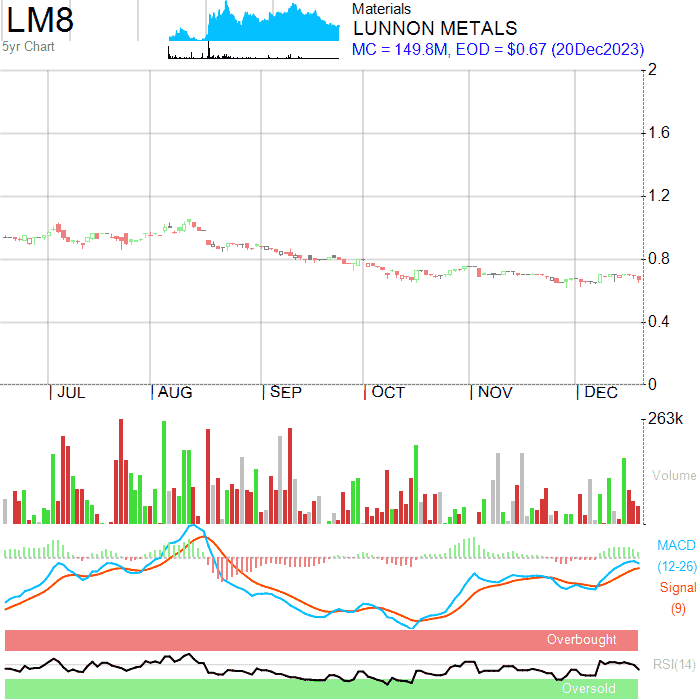 LM8
5yr Chart
Materials
LUNNON METALS
MC = 149.8M, EOD = $0.67 (20Dec2023)
2
1.6
1.2
0.8
0.4
0
JUL
AUG
SEP
OCT
NOV
DEC
263k
Volume
MACD
(12-26)
Signal
(9)
Overbought
RSI(14)
Oversold